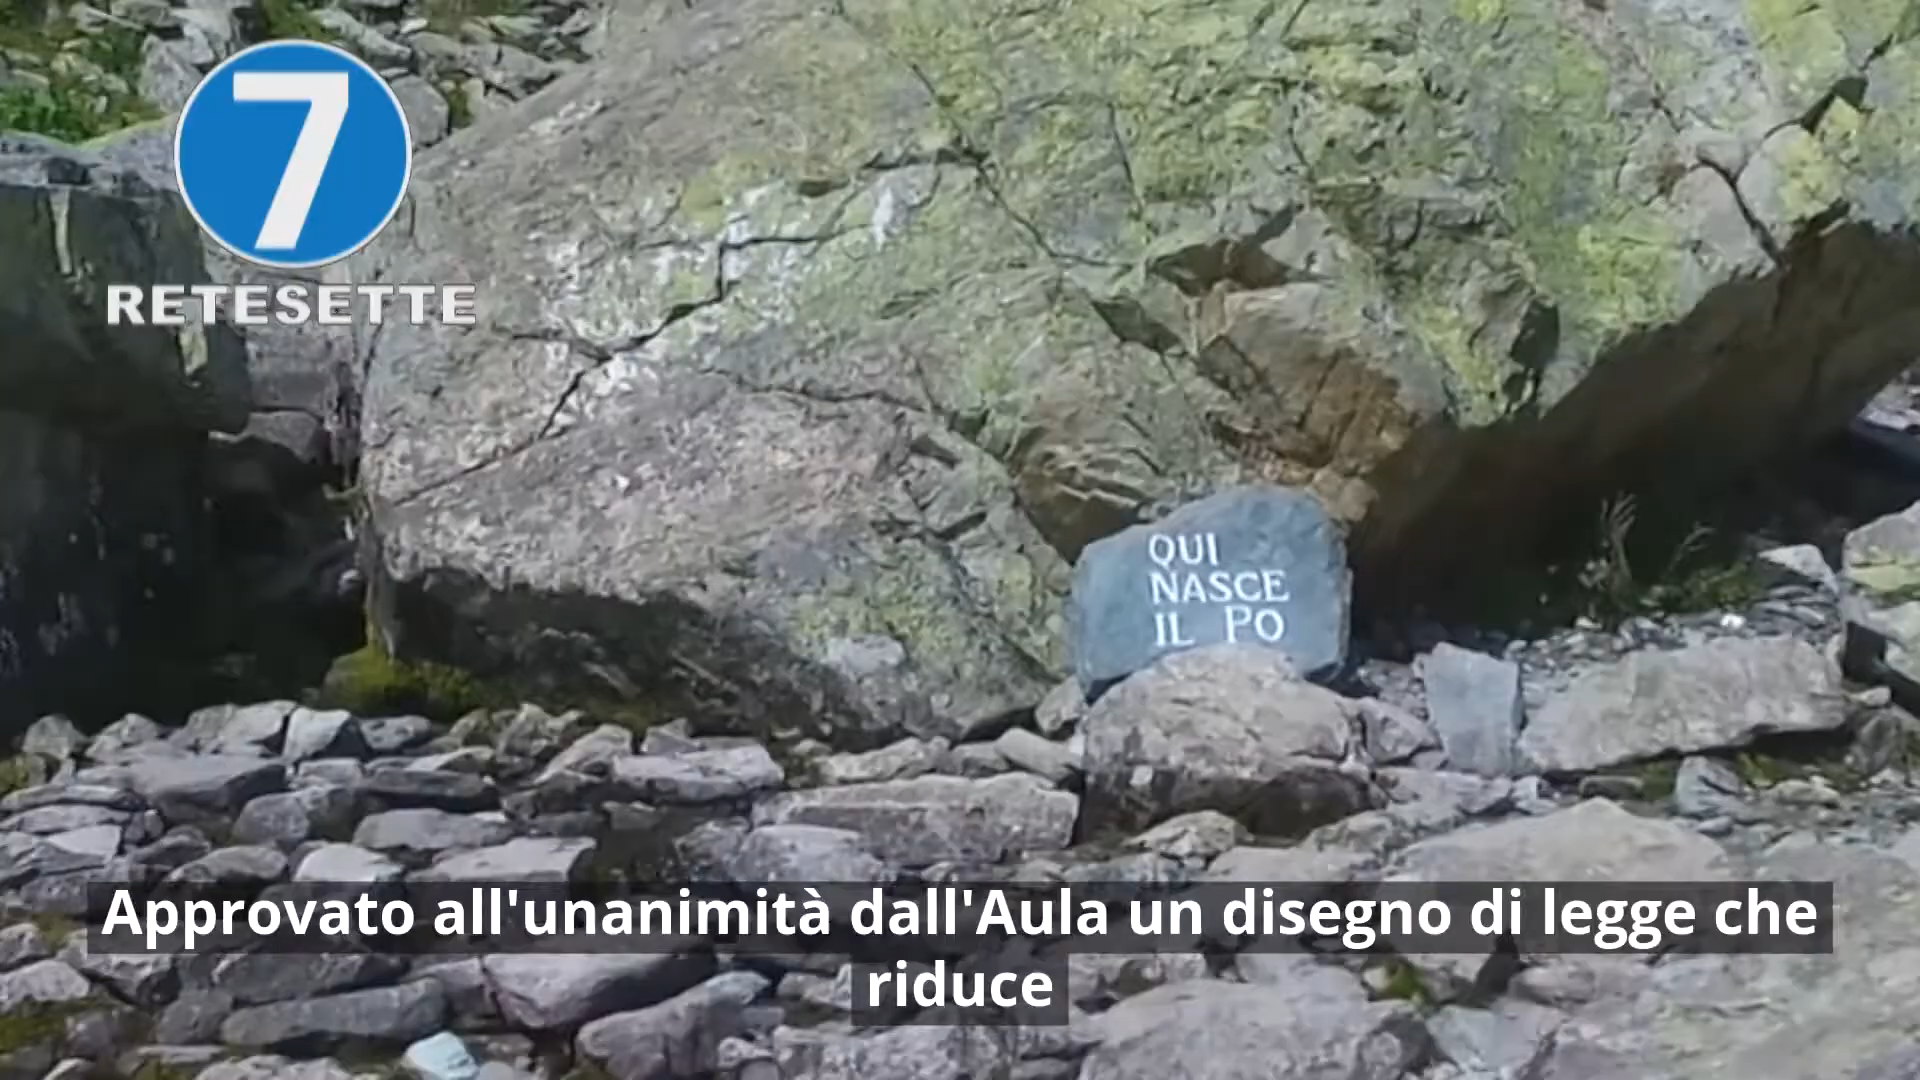 7
RETESETTE
QUI
NASCE
IL PO
Approvato all'unanimità dall'Aula un disegno di legge che
riduce